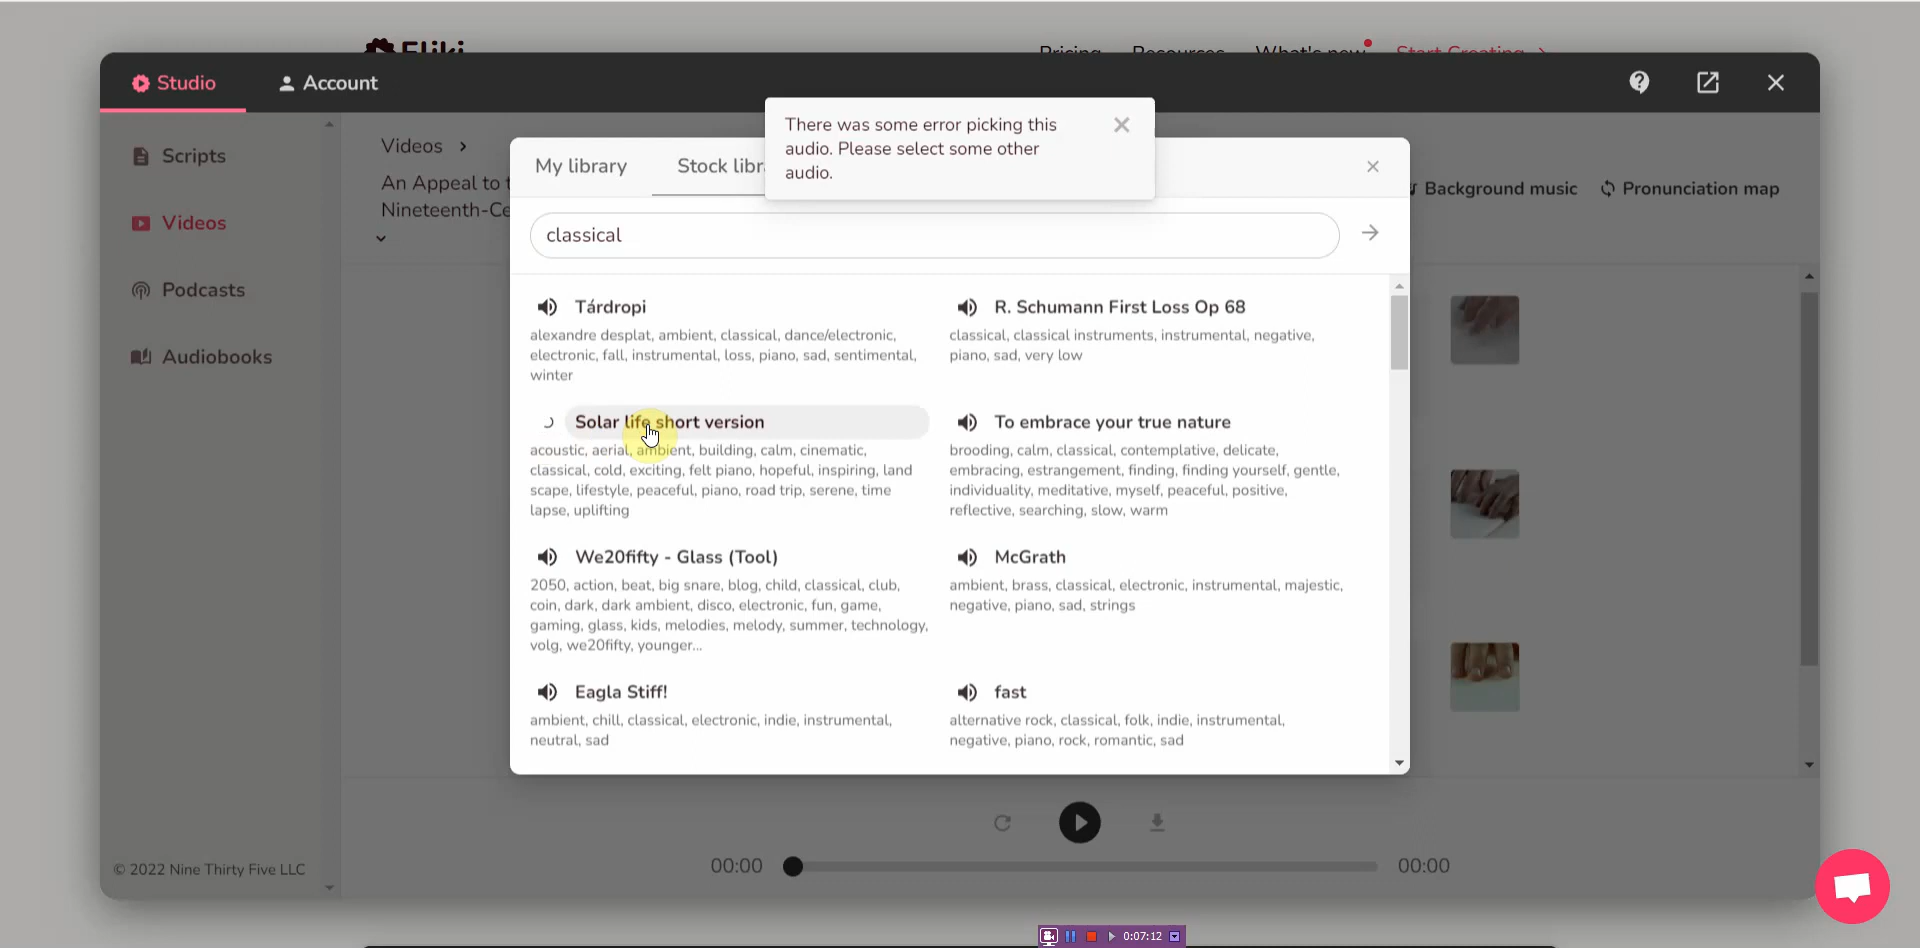 Fliki
Pricing Resources What's new Start Creating
Studio Account
There was some error picking this
audio. Please select some other
audio.
Scripts
Videos
Podcasts
Audiobooks
© 2022 Nine Thirty Five LLC
Videos
An Appeal to t
Nineteenth-Ce
Background music Pronunciation map
My library Stock libra
classical
Tárdropi
alexandre desplat, ambient, classical, dance/electronic,
electronic, fall, instrumental, loss, piano, sad, sentimental,
winter
R. Schumann First Loss Op 68
classical, classical instruments, instrumental, negative,
piano, sad, very low
Solar life short version
acoustic, aerial, ambient, building, calm, cinematic,
classical, cold, exciting, felt piano, hopeful, inspiring, land
scape, lifestyle, peaceful, piano, road trip, serene, time
lapse, uplifting
To embrace your true nature
brooding, calm, classical, contemplative, delicate,
embracing, estrangement, finding, finding yourself, gentle,
individuality, meditative, myself, peaceful, positive,
reflective, searching, slow, warm
We20fifty - Glass (Tool)
2050, action, beat, big snare, blog, child, classical, club,
coin, dark, dark ambient, disco, electronic, fun, game,
gaming, glass, kids, melodies, melody, summer, technology,
volg, we20fifty, younger...
McGrath
ambient, brass, classical, electronic, instrumental, majestic,
negative, piano, sad, strings
Eagla Stiff!
ambient, chill, classical, electronic, indie, instrumental,
neutral, sad
fast
alternative rock, classical, folk, indie, instrumental,
negative, piano, rock, romantic, sad
00:00 00:00
0:07:12